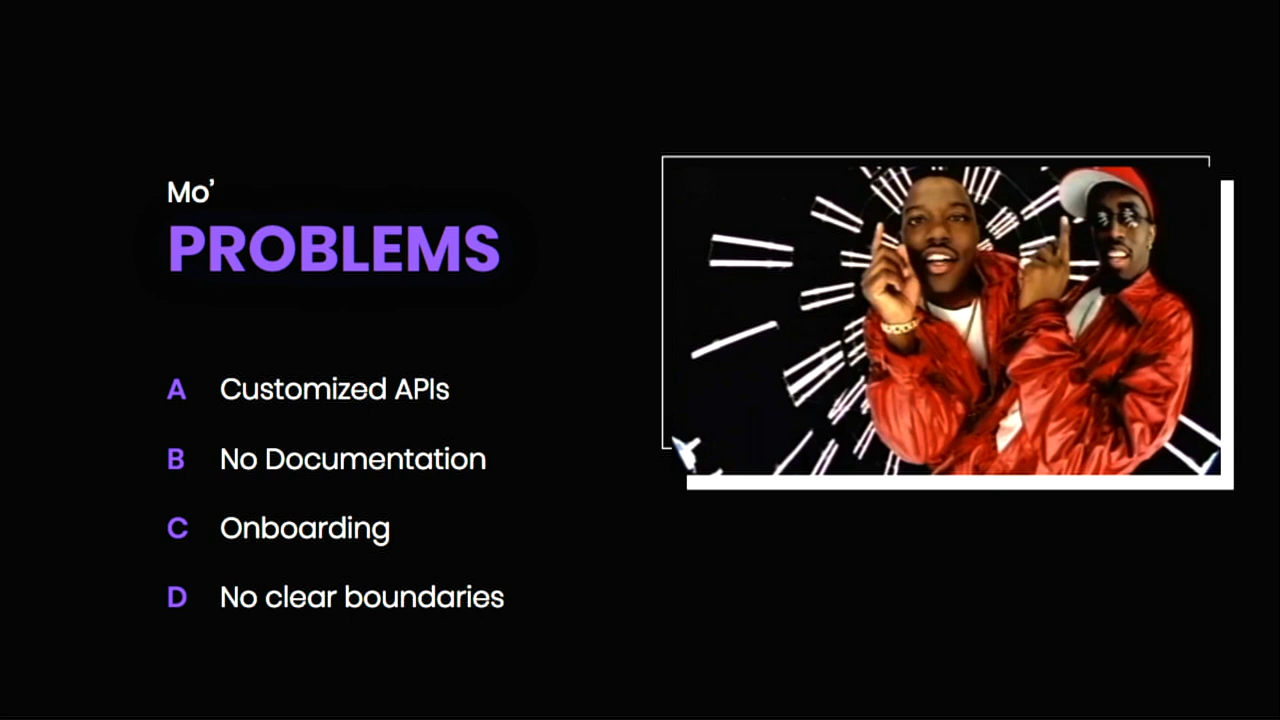 Mo’
PROBLEMS
A Customized APIs
B No Documentation
C Onboarding
D No clear boundaries